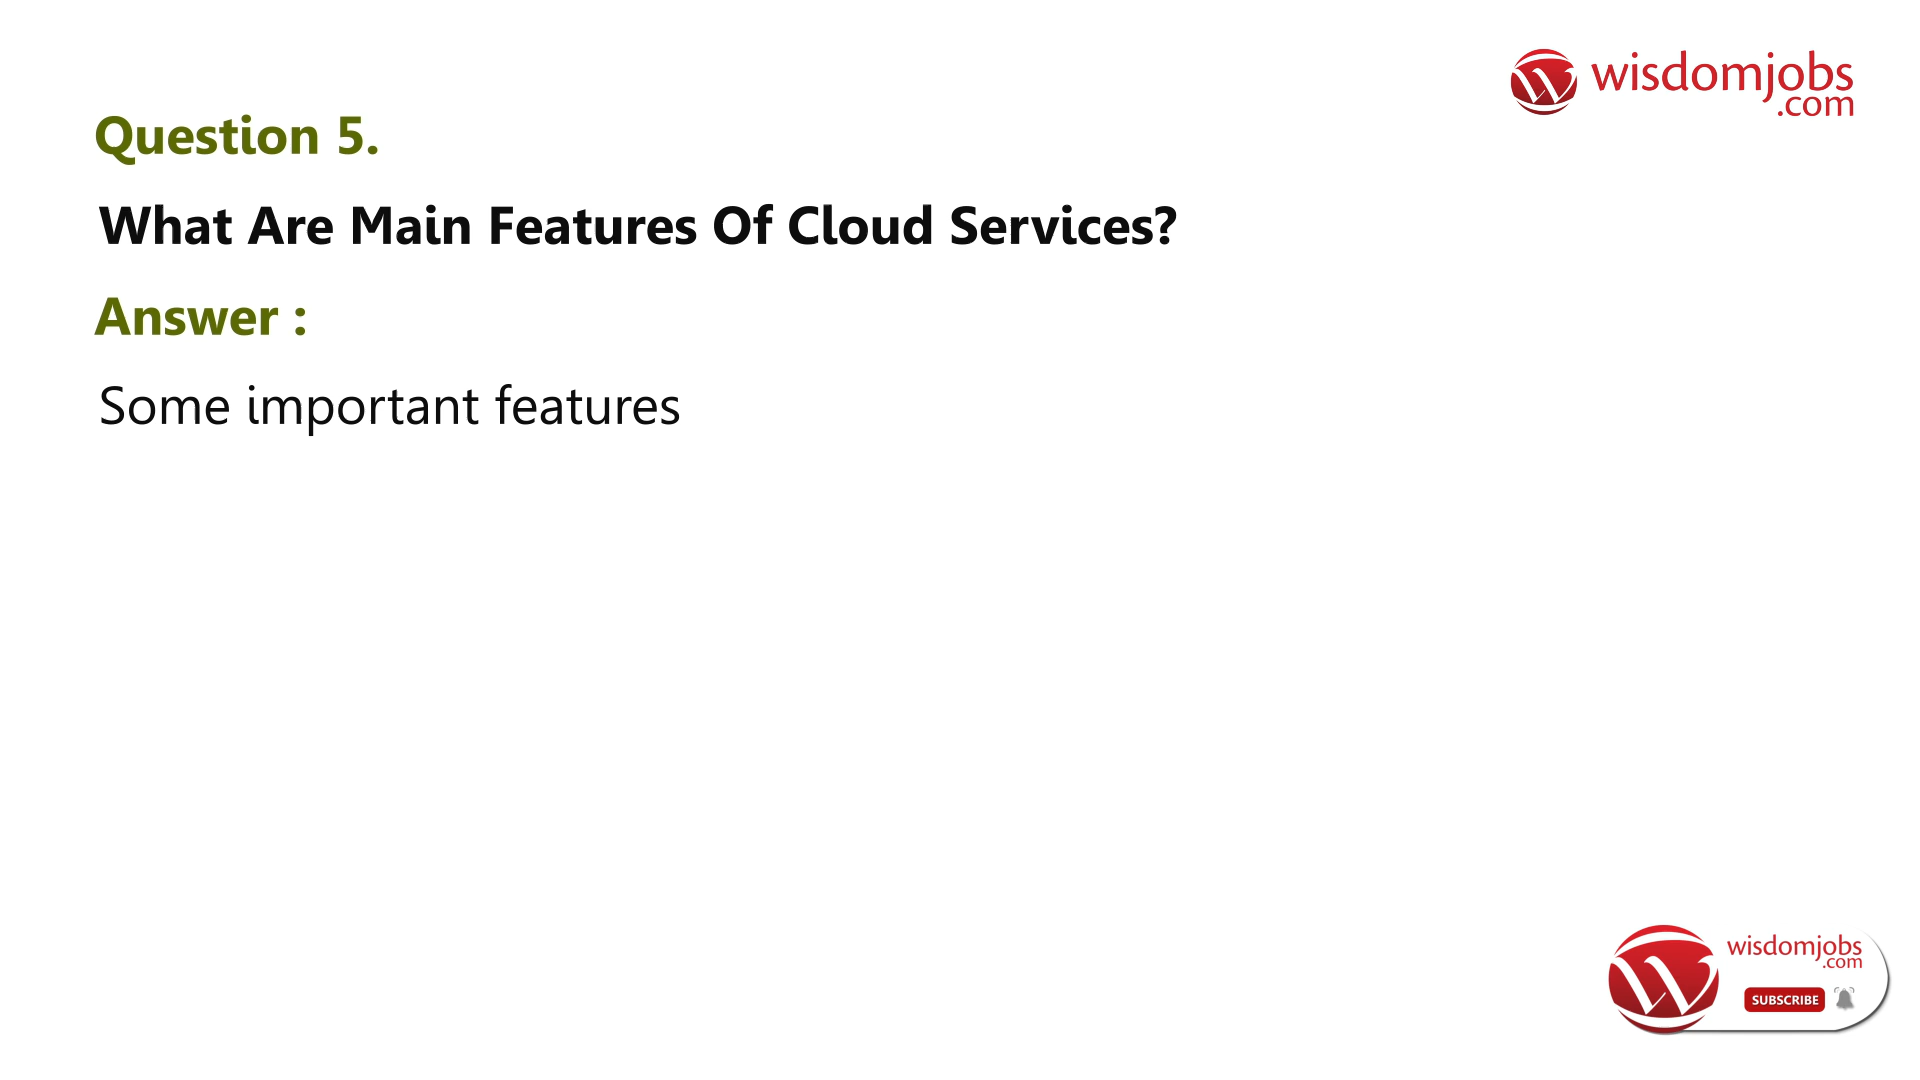 wisdomjobs
.com
Question 5.
What Are Main Features Of Cloud Services?
Answer :
Some important features
wisdomjobs
.com
SUBSCRIBE